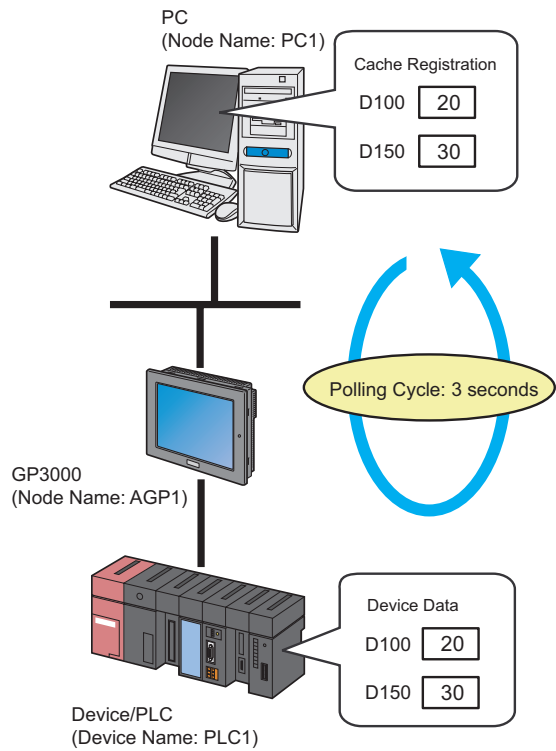 PC
(Node Name: PC1)
Cache Registration
D100 20
D150 30
Polling Cycle: 3 seconds
GP3000
(Node Name: AGP1)
Device Data
D100 20
D150 30
Device/PLC
(Device Name: PLC1)